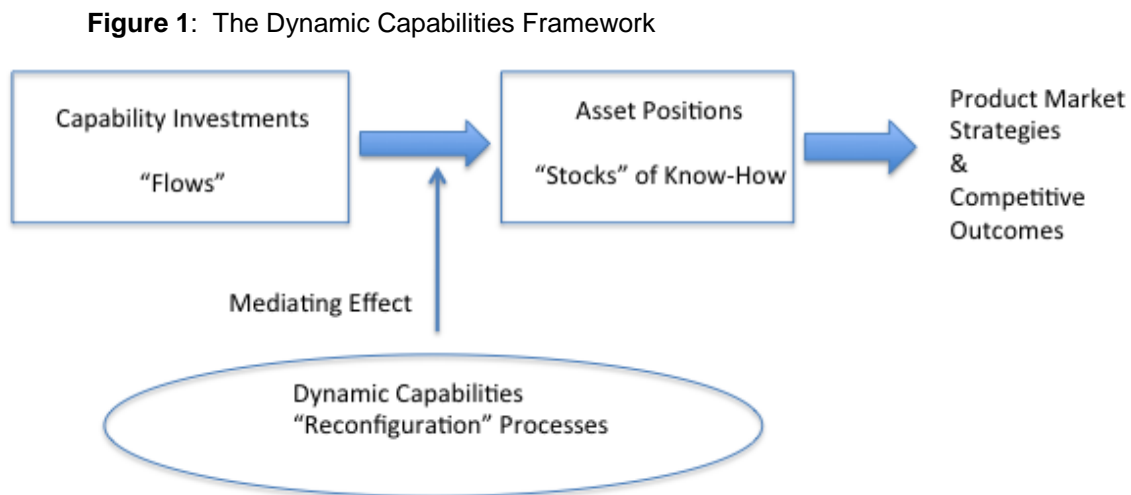 Figure 1: The Dynamic Capabilities Framework
Capability Investments
"Flows"
Asset Positions
"Stocks" of Know-How
Product Market
Strategies
&
Competitive
Outcomes
Mediating Effect
Dynamic Capabilities
"Reconfiguration" Processes